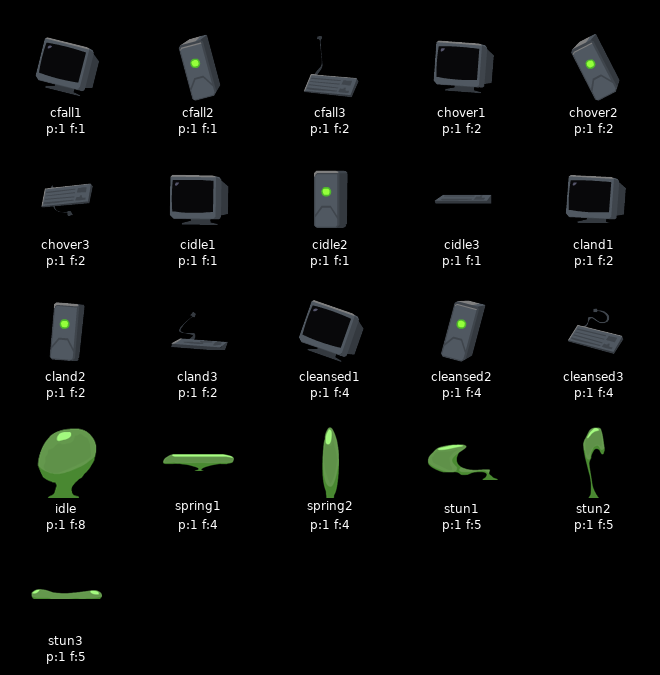 cfall1 cfall2 cfall3 chover1 chover2
p:1 f:1 p:1 f:1 p:1 f:2 p:1 f:2 p:1 f:2
chover3 cidle1 cidle2 cidle3 cland1
p:1 f:2 p:1 f:1 p:1 f:1 p:1 f:1 p:1 f:2
cland2 cland3 cleansed1 cleansed2 cleansed3
p:1 f:2 p:1 f:2 p:1 f:4 p:1 f:4 p:1 f:4
idle spring1 spring2 stun1 stun2
p:1 f:8 p:1 f:4 p:1 f:4 p:1 f:5 p:1 f:5
stun3
p:1 f:5